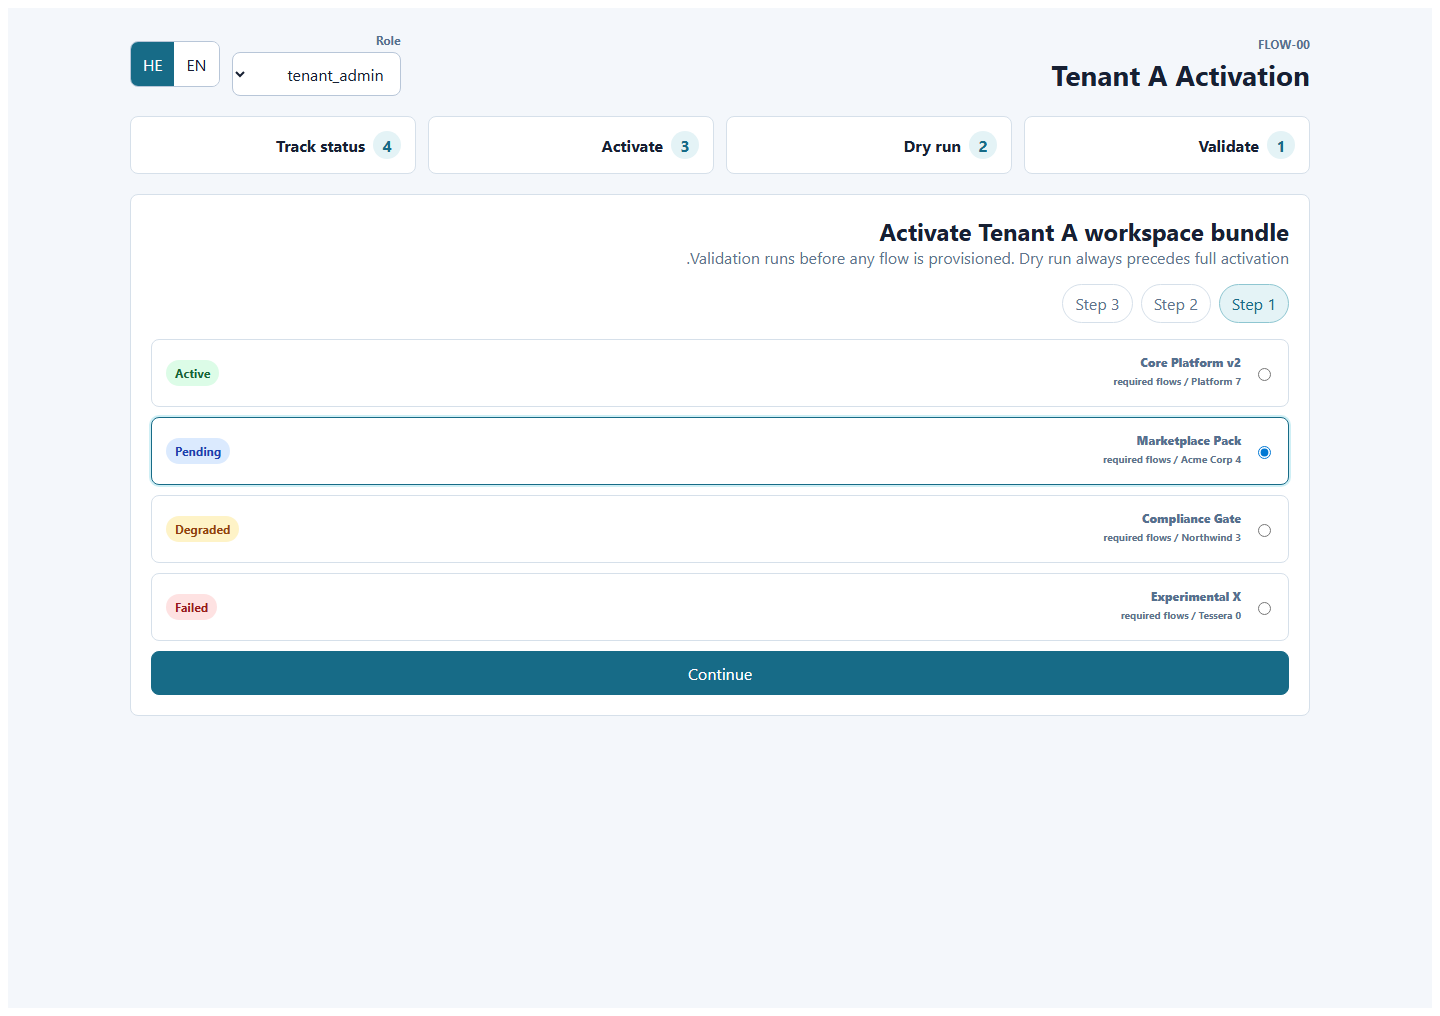 FLOW-00
Tenant A Activation
Role
tenant_admin
HE EN
1 Validate
2 Dry run
3 Activate
4 Track status
Activate Tenant A workspace bundle
.Validation runs before any flow is provisioned. Dry run always precedes full activation
Step 1
Step 2
Step 3
Core Platform v2
required flows / Platform 7
Active
Marketplace Pack
required flows / Acme Corp 4
Pending
Compliance Gate
required flows / Northwind 3
Degraded
Experimental X
required flows / Tessera 0
Failed
Continue